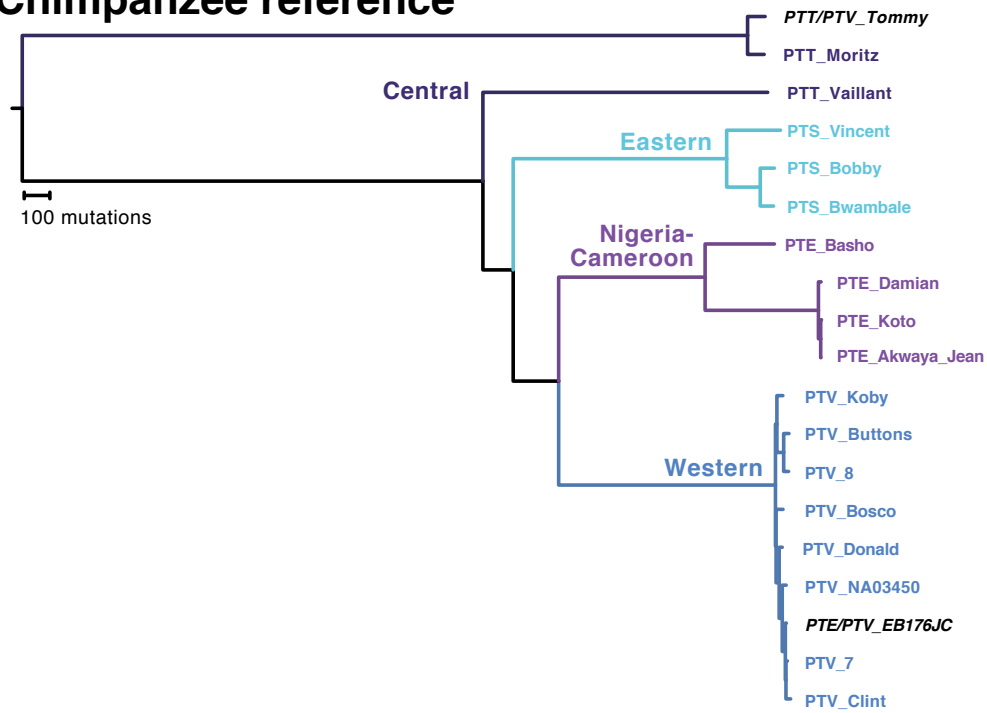 Chimpanzee reference
PTT/PTV_Tommy
PTT_Moritz
Central
PTT_Vaillant
Eastern
PTS_Vincent
PTS_Bobby
PTS_Bwambale
100 mutations
Nigeria-
Cameroon
PTE_Basho
PTE_Damian
PTE_Koto
PTE_Akwaya_Jean
PTV_Koby
PTV_Buttons
Western
PTV_8
PTV_Bosco
PTV_Donald
PTV_NA03450
PTE/PTV_EB176JC
PTV_7
PTV_Clint